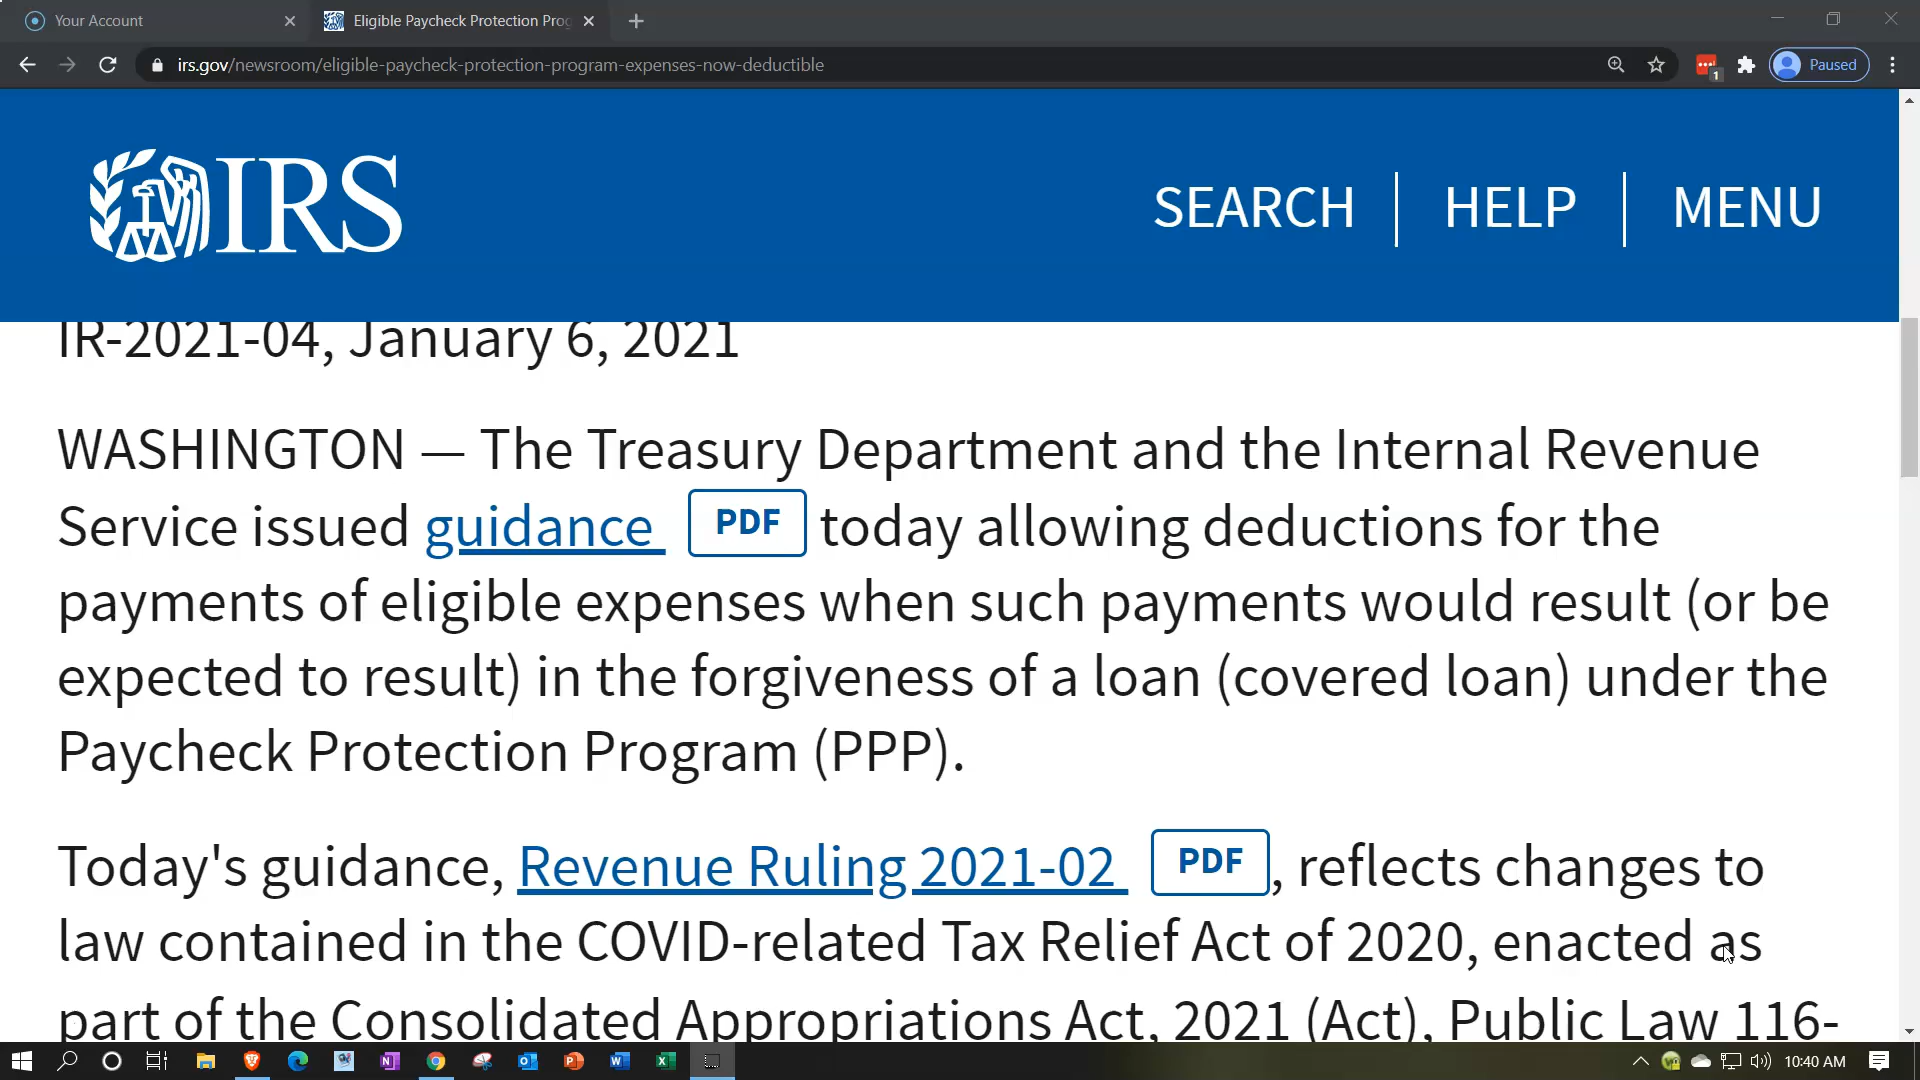 Your Account
Eligible Paycheck Protection Prog
irs.gov/newsroom/eligible-paycheck-protection-program-expenses-now-deductible
1
Paused
IRS
SEARCH
HELP
MENU
IR-2021-04, January 6, 2021
WASHINGTON — The Treasury Department and the Internal Revenue
Service issued guidance PDF today allowing deductions for the
payments of eligible expenses when such payments would result (or be
expected to result) in the forgiveness of a loan (covered loan) under the
Paycheck Protection Program (PPP).
Today's guidance, Revenue Ruling 2021-02 PDF, reflects changes to
law contained in the COVID-related Tax Relief Act of 2020, enacted as
part of the Consolidated Appropriations Act, 2021 (Act), Public Law 116-
10:40 AM